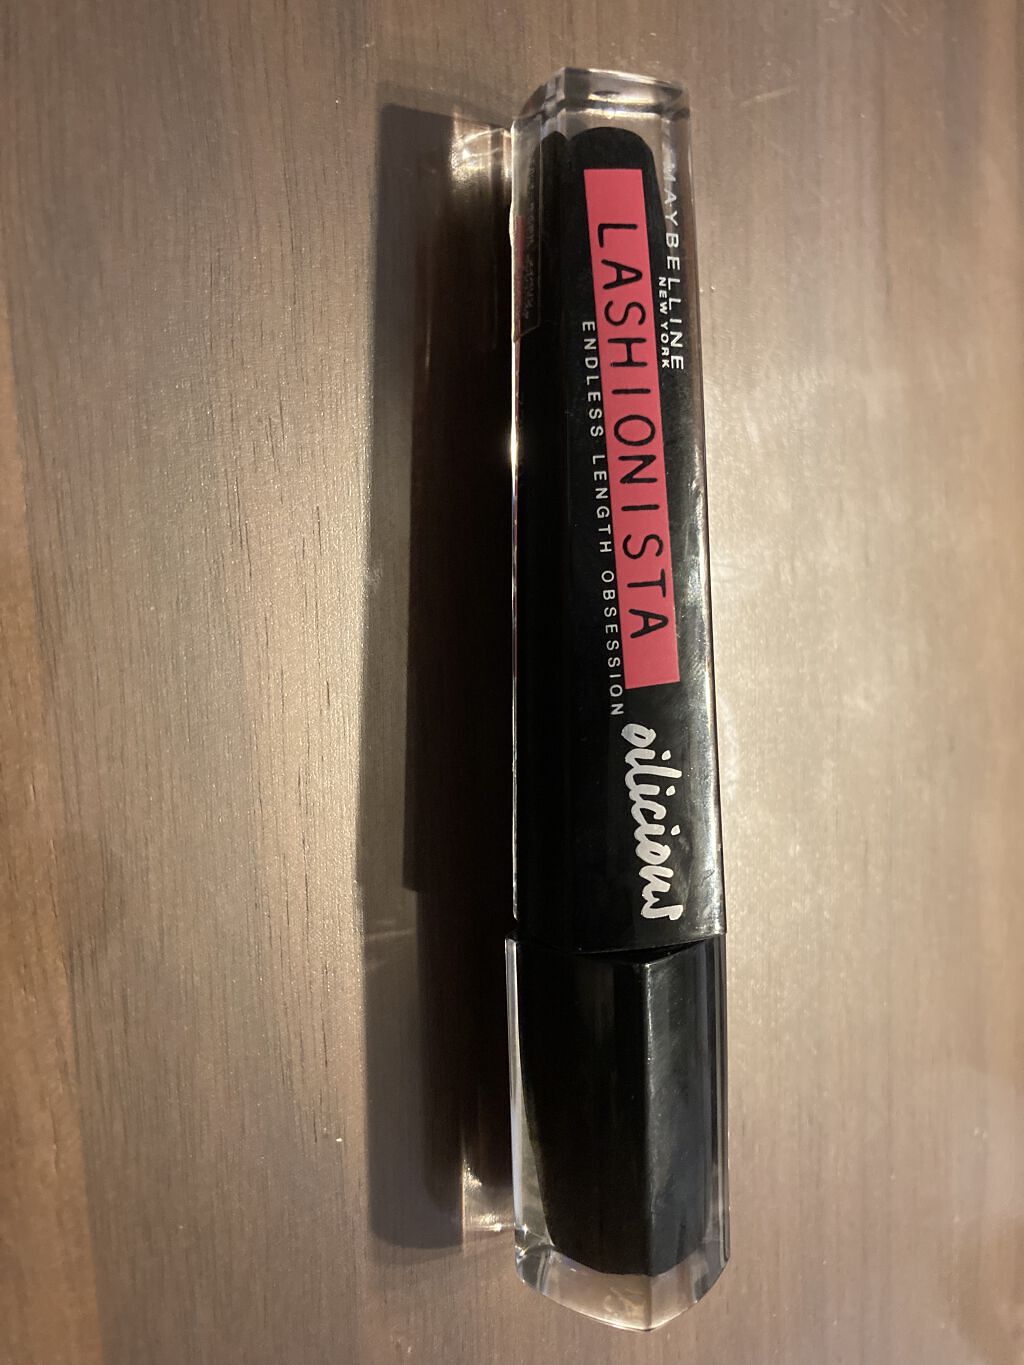 MAYBELLINE
NEW YORK
LASHIONISTA
ENDLESS LENGTH OBSESSION
oilicious